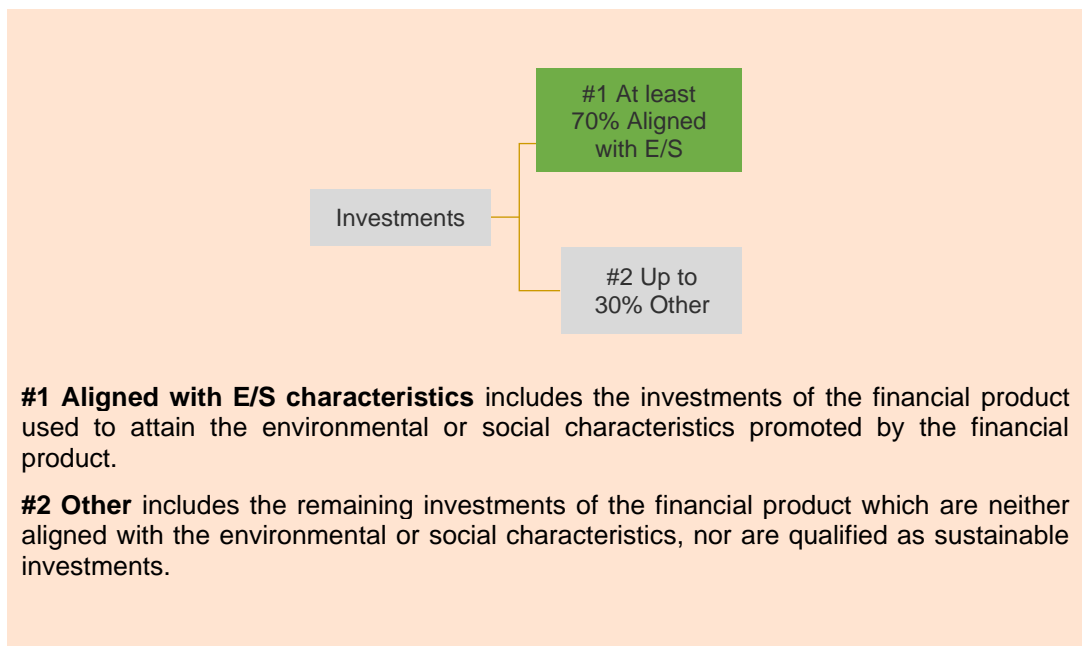 #1 At least
70% Aligned
with E/S
Investments
#2 Up to
30% Other
#1 Aligned with E/S characteristics includes the investments of the financial product
used to attain the environmental or social characteristics promoted by the financial
product.
#2 Other includes the remaining investments of the financial product which are neither
aligned with the environmental or social characteristics, nor are qualified as sustainable
investments.